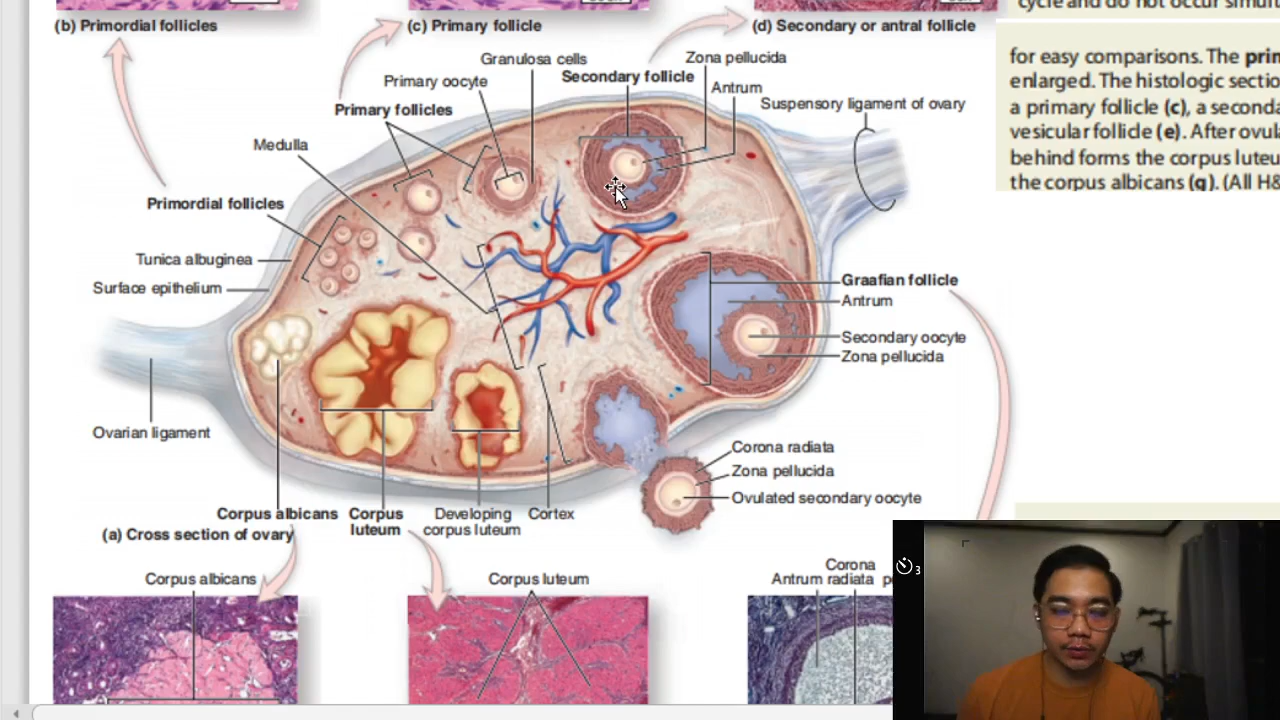 cycle and do not occur simult
(b) Primordial follicles
(c) Primary follicle
(d) Secondary or antral follicle
for easy comparisons. The prin
enlarged. The histologic sectio
a primary follicle (c), a seconda
vesicular follicle (e). After ovul
behind forms the corpus luteu
the corpus albicans (g). (All H&
Granulosa cells
Zona pellucida
Primary oocyte
Secondary follicle
Antrum
Primary follicles
Suspensory ligament of ovary
Medulla
Primordial follicles
Tunica albuginea
Surface epithelium
Graafian follicle
Antrum
Secondary oocyte
Zona pellucida
Ovarian ligament
Corona radiata
Zona pellucida
Ovulated secondary oocyte
Corpus albicans
Corpus
luteum
Developing
corpus luteum
Cortex
(a) Cross section of ovary
Corpus albicans
Corpus luteum
Corona
Antrum radiata
3